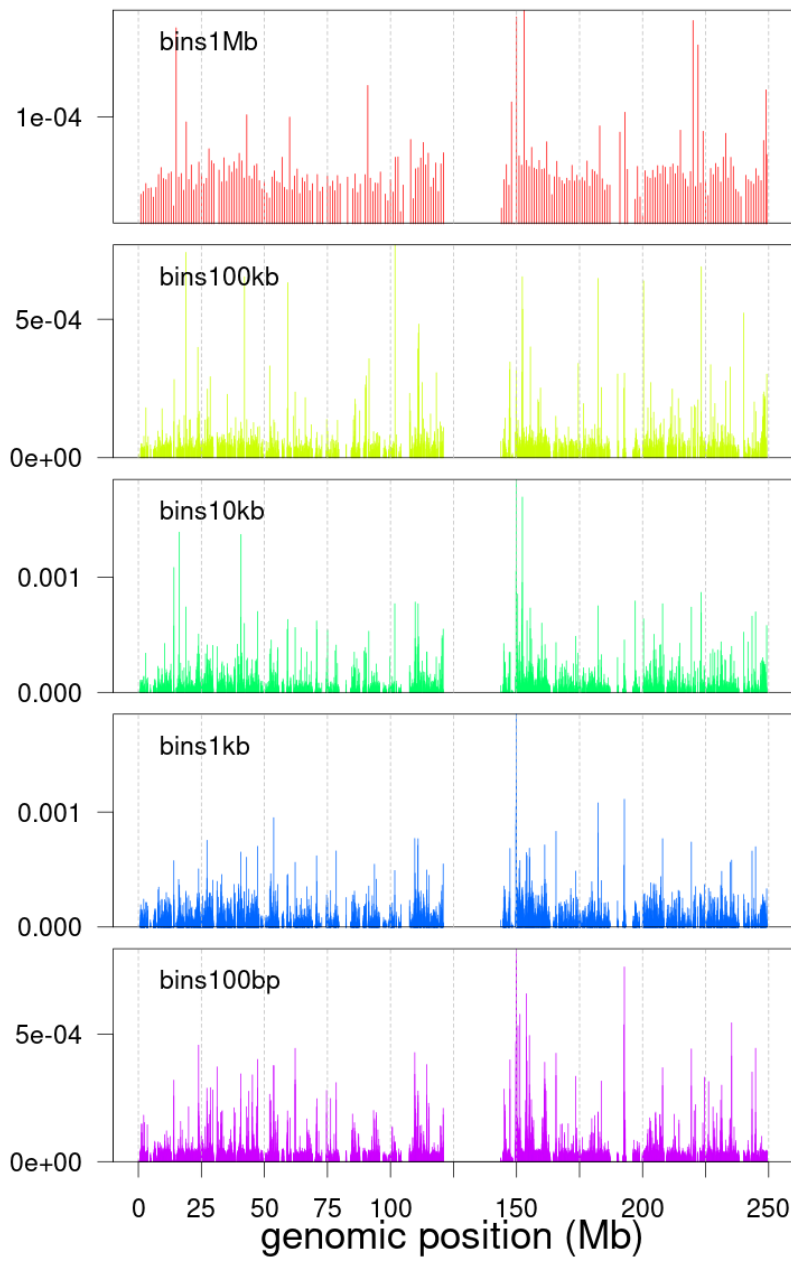 bins1Mb
1e-04
bins100kb
5e-04
0e+00
bins10kb
0.001
0.000
bins1kb
0.001
0.000
bins100bp
5e-04
0e+00
0 25 50 75 100 150 200 250
genomic position (Mb)